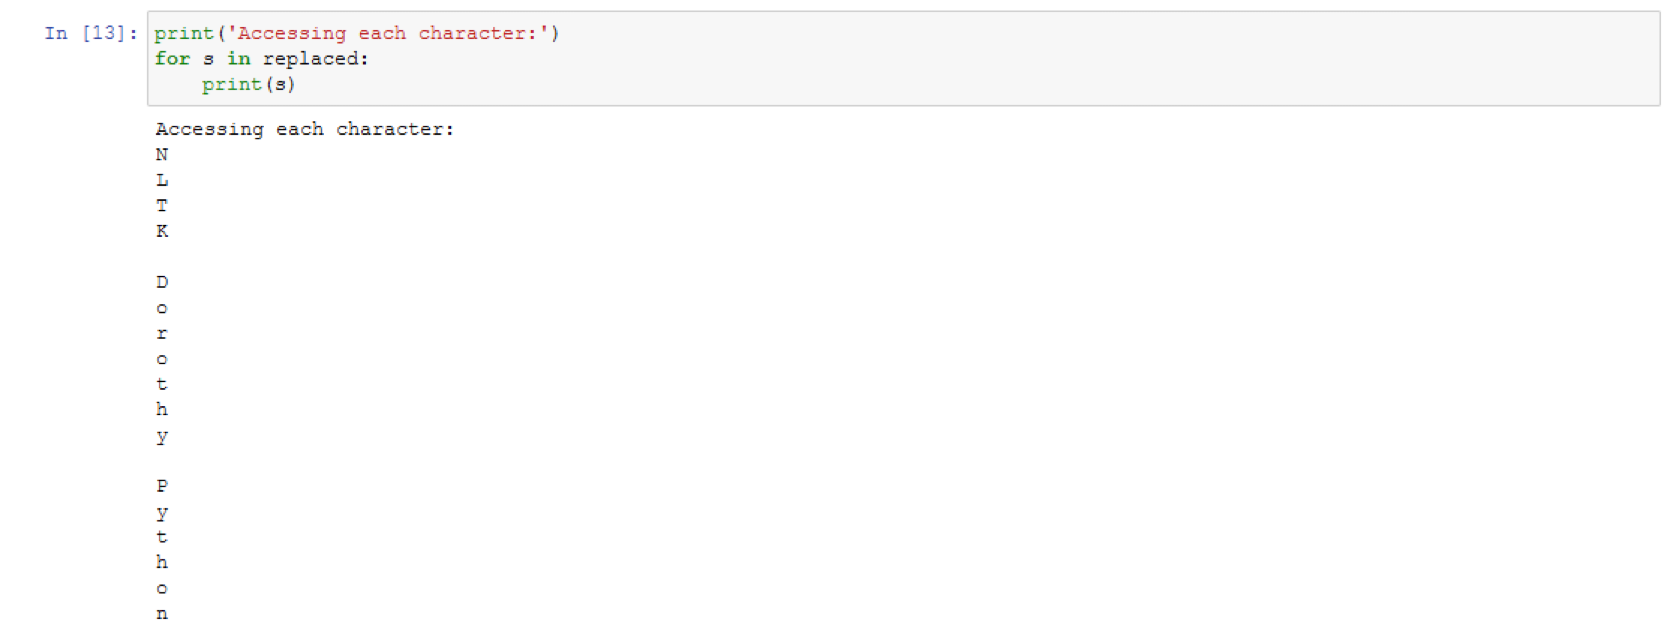 In [13]: print('Accessing each character:')
for s in replaced:
    print(s)
Accessing each character:
N
L
T
K

D
o
r
o
t
h
y

P
y
t
h
o
n